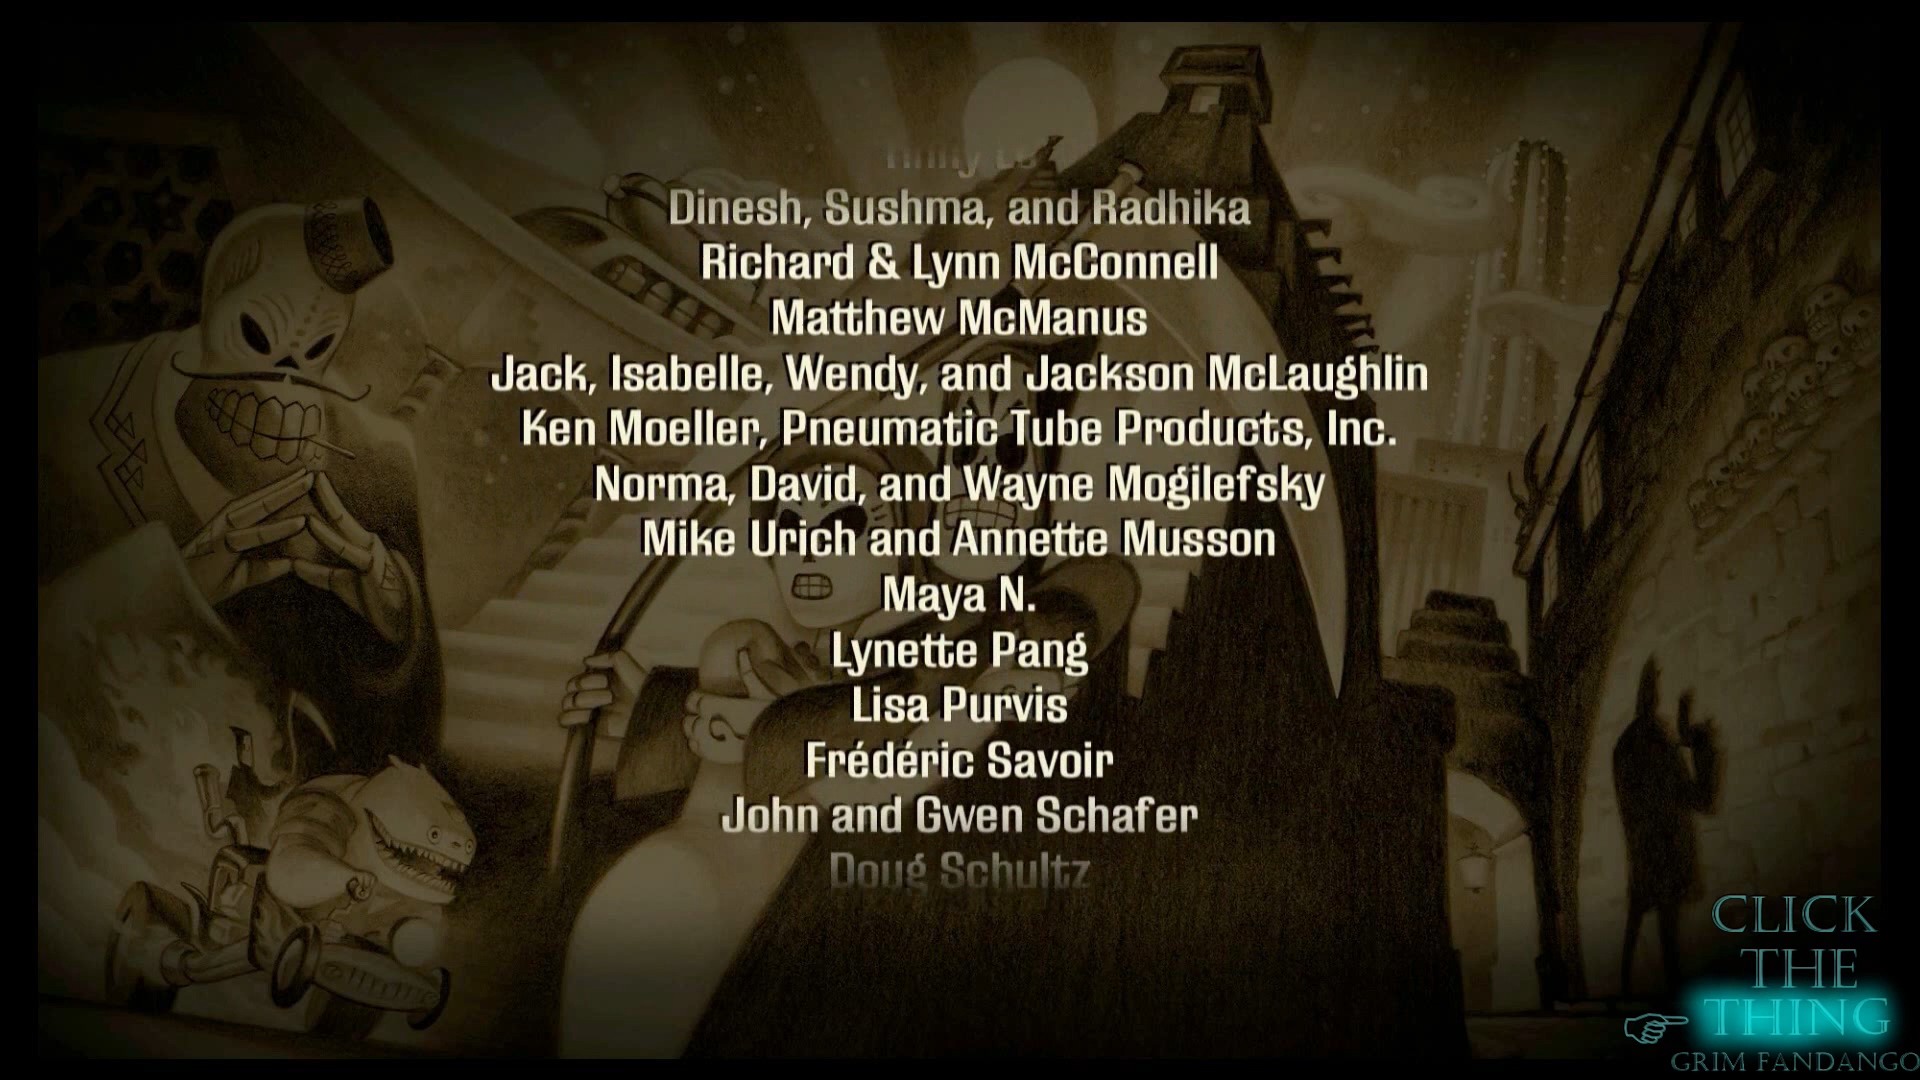 Dinesh, Sushma, and Radhika
Richard & Lynn McConnell
Matthew McManus
Jack, Isabelle, Wendy, and Jackson McLaughlin
Ken Moeller, Pneumatic Tube Products, Inc.
Norma, David, and Wayne Mogilefsky
Mike Urich and Annette Musson
Maya N.
Lynette Pang
Lisa Purvis
Frédéric Savoir
John and Gwen Schafer
Doug Schultz
CLICK
THE
THING
GRIM FANDANGO